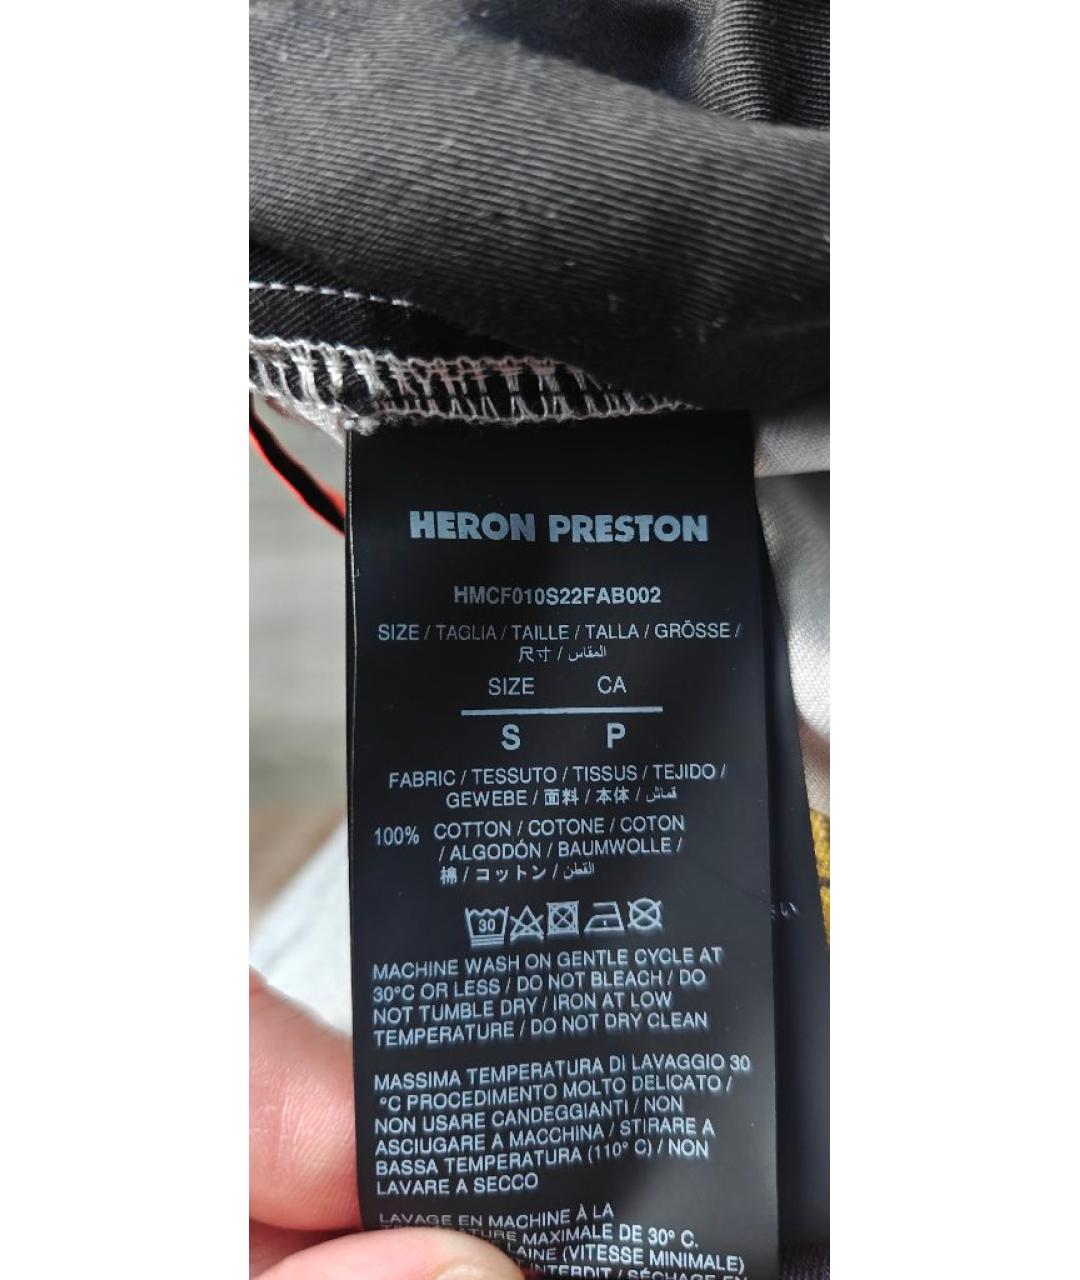 HERON PRESTON
HMCF010S22FAB002
SIZE / TAGLIA / TAILLE / TALLA / GRÖSSE /
尺寸 / المقاس
SIZE CA
S P
FABRIC / TESSUTO / TISSUS / TEJIDO /
GEWEBE / 面料 / 本体 / قماش
100% COTTON / COTONE / COTON
/ ALGODÓN / BAUMWOLLE /
棉 / コットン / القطن
30
MACHINE WASH ON GENTLE CYCLE AT
30°C OR LESS / DO NOT BLEACH / DO
NOT TUMBLE DRY / IRON AT LOW
TEMPERATURE / DO NOT DRY CLEAN
MASSIMA TEMPERATURA DI LAVAGGIO 30
°C PROCEDIMENTO MOLTO DELICATO /
NON USARE CANDEGGIANTI / NON
ASCIUGARE A MACCHINA / STIRARE A
BASSA TEMPERATURA (110° C) / NON
LAVARE A SECCO
LAVAGE EN MACHINE À LA
MAXIMALE DE 30° C.
LAINE (VITESSE MINIMALE)
INTERDIT / SÉCHAGE EN